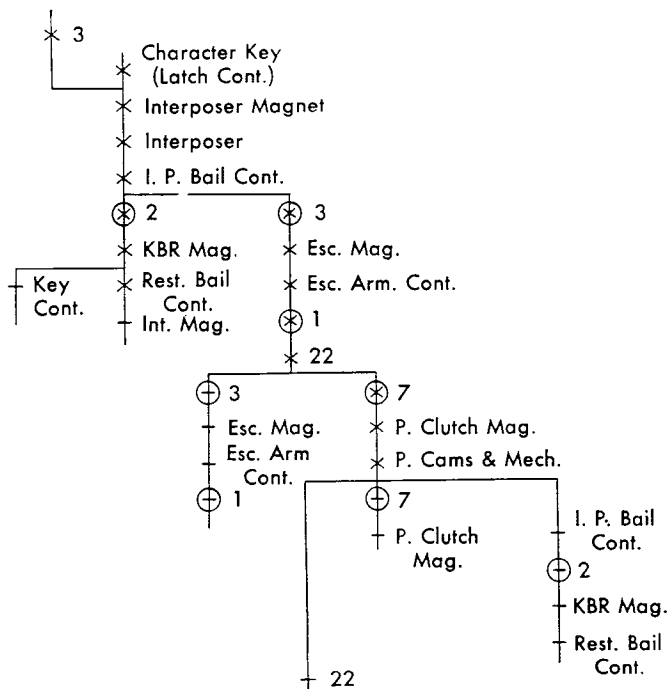 3
Character Key
(Latch Cont.)
Interposer Magnet
Interposer
I. P. Bail Cont.
2
3
KBR Mag.
Esc. Mag.
Key
Cont.
Rest. Bail
Cont.
Int. Mag.
Esc. Arm. Cont.
1
22
3
7
Esc. Mag.
P. Clutch Mag.
Esc. Arm
Cont.
P. Cams & Mech.
1
7
I. P. Bail
Cont.
P. Clutch
Mag.
2
KBR Mag.
Rest. Bail
Cont.
22